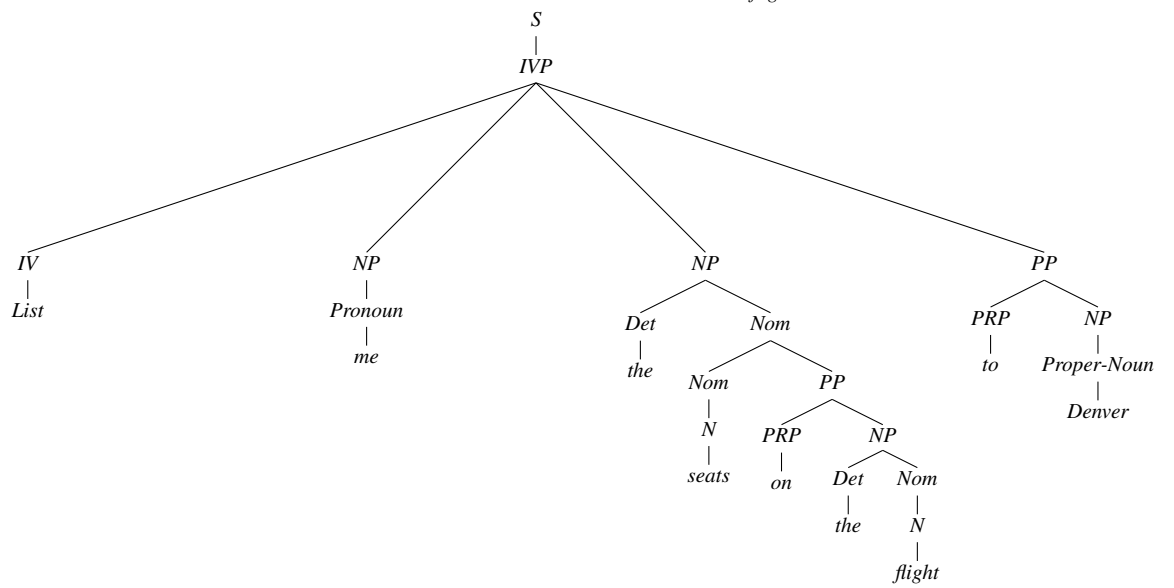 S
IVP
IV NP NP PP
List Pronoun Det Nom PRP NP
me the to Proper-Noun
Nom PP Denver
N PRP NP
seats on Det Nom
the N
flight